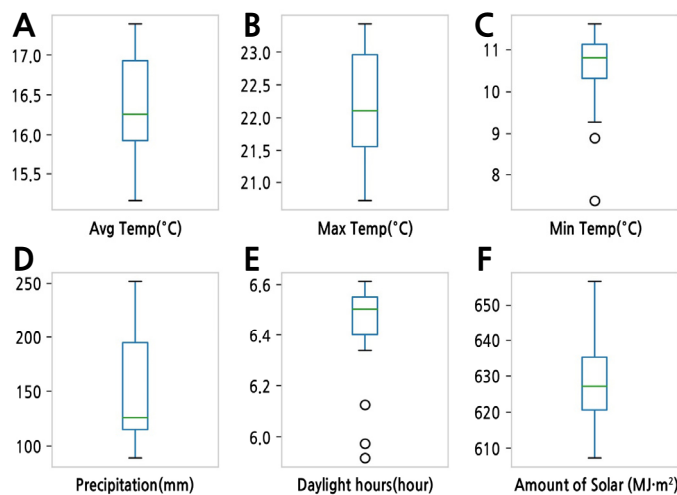 A
17.0
16.5
16.0
15.5
Avg Temp(°C)
B
23.0
22.5
22.0
21.5
21.0
Max Temp(°C)
C
11
10
9
8
Min Temp(°C)
D
250
200
150
100
Precipitation(mm)
E
6.6
6.4
6.2
6.0
Daylight hours(hour)
F
650
640
630
620
610
Amount of Solar (MJ·m²)